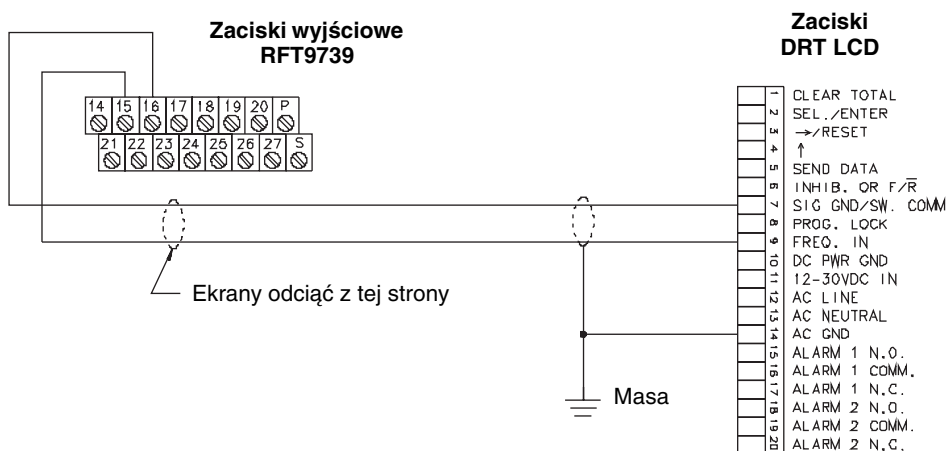 Zaciski wyjściowe
RFT9739
14 15 16 17 18 19 20 P
21 22 23 24 25 26 27 S
Ekrany odciąć z tej strony
Masa
Zaciski
DRT LCD
1 CLEAR TOTAL
2 SEL./ENTER
3 →/RESET
4 ↑
5 SEND DATA
6 INHIB. OR F/R̅
7 SIG GND/SW. COMM
8 PROG. LOCK
9 FREQ. IN
10 DC PWR GND
11 12-30VDC IN
12 AC LINE
13 AC NEUTRAL
14 AC GND
15 ALARM 1 N.O.
16 ALARM 1 COMM.
17 ALARM 1 N.C.
18 ALARM 2 N.O.
19 ALARM 2 COMM.
20 ALARM 2 N.C.